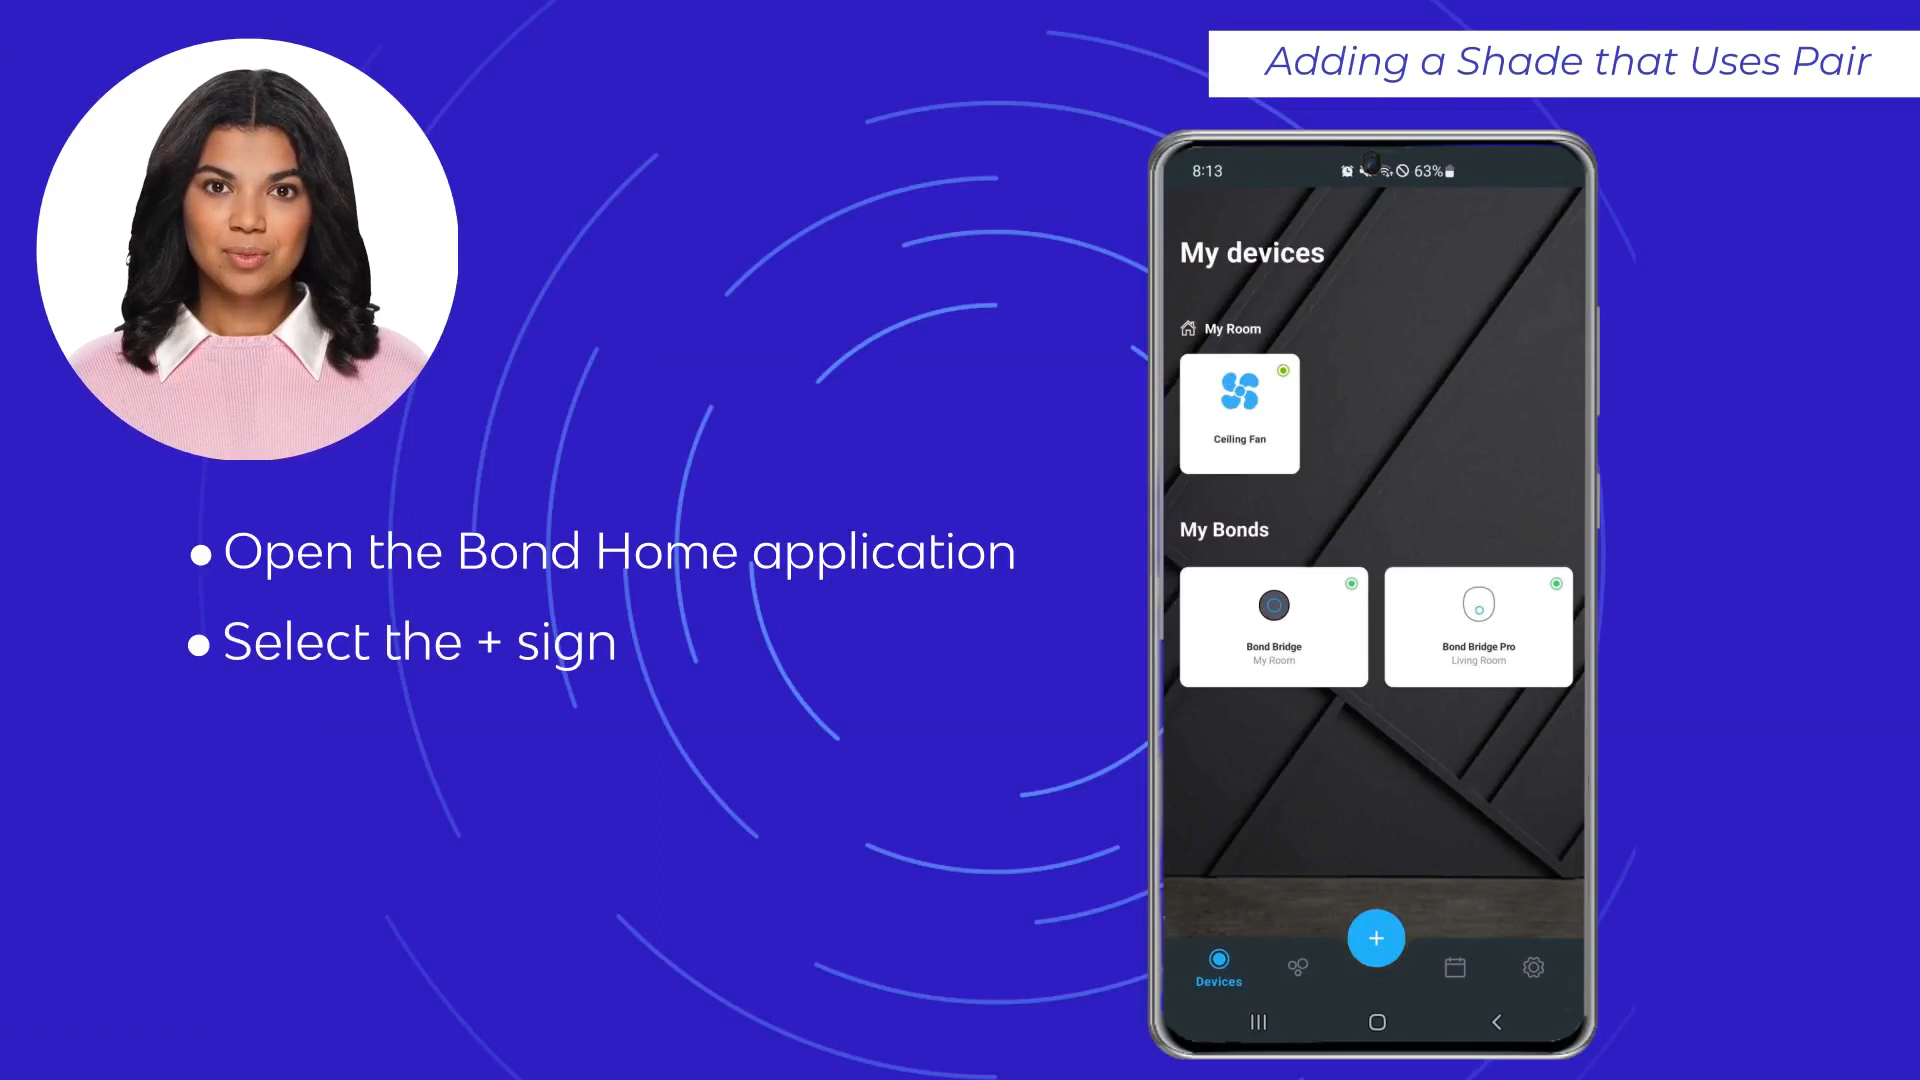 Adding a Shade that Uses Pair
8:13
63%
My devices
My Room
Ceiling Fan
My Bonds
Bond Bridge
My Room
Bond Bridge Pro
Living Room
+
Devices
• Open the Bond Home application
• Select the + sign